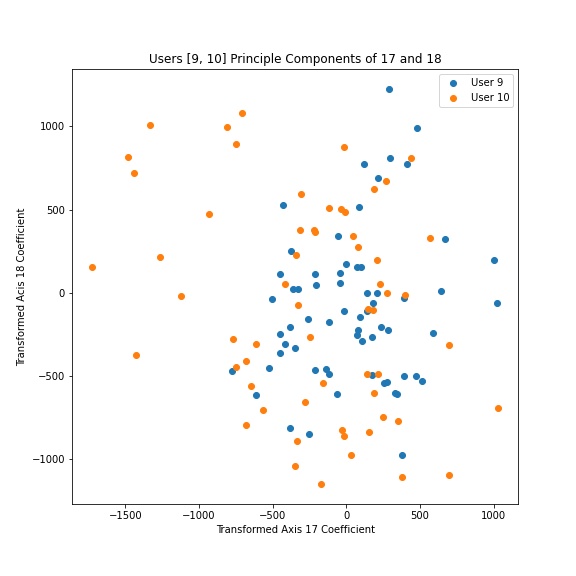 Users [9, 10] Principle Components of 17 and 18
User 9
User 10
1000
500
0
−500
−1000
Transformed Acis 18 Coefficient
−1500
−1000
−500
0
500
1000
Transformed Axis 17 Coefficient